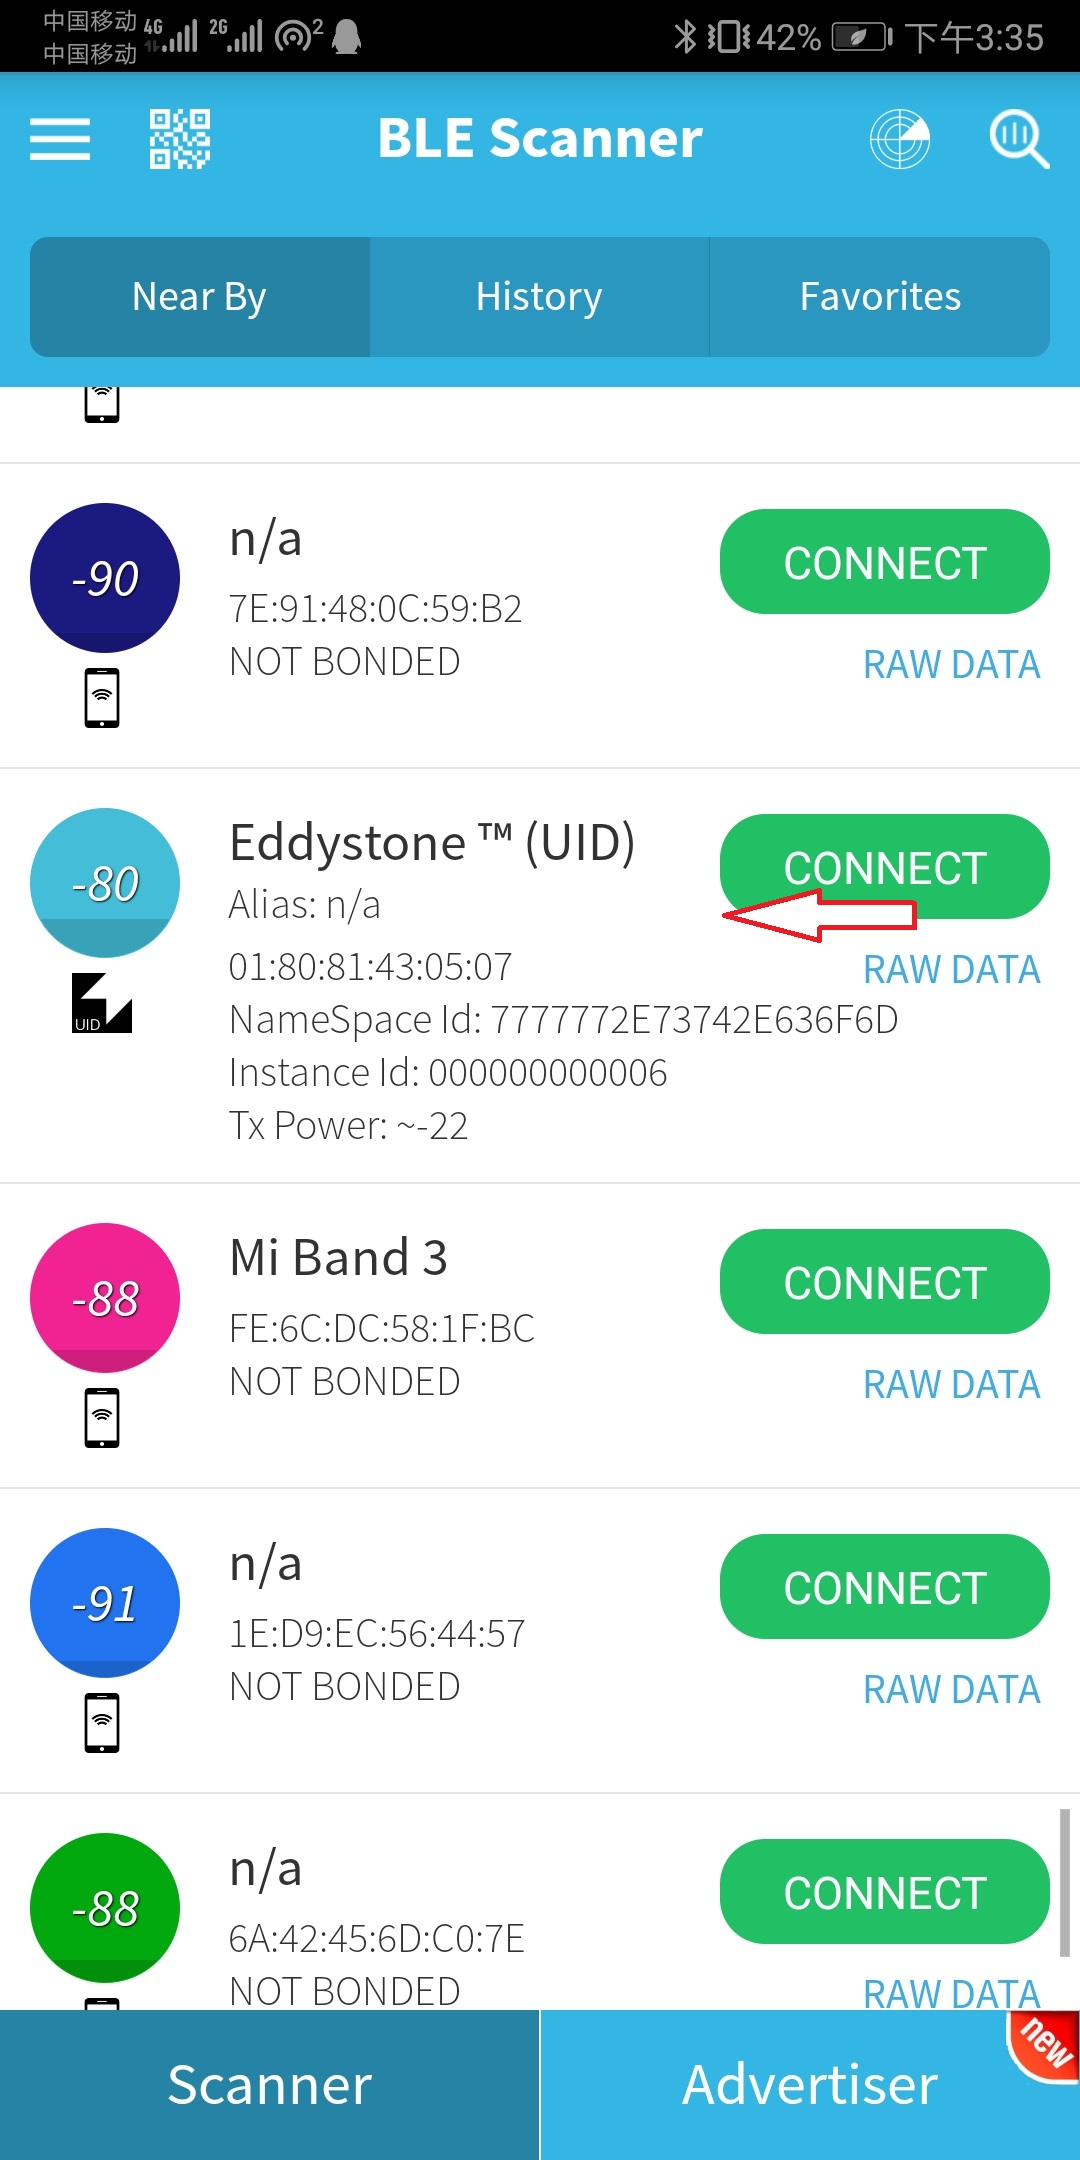 中国移动 4G 2G 2 42% 下午3:35
中国移动
BLE Scanner
Near By History Favorites
-90
n/a
CONNECT
7E:91:48:0C:59:B2
NOT BONDED
RAW DATA
-80
Eddystone ™ (UID)
CONNECT
Alias: n/a
01:80:81:43:05:07
RAW DATA
UID
NameSpace Id: 7777772E73742E636F6D
Instance Id: 000000000006
Tx Power: ~-22
-88
Mi Band 3
CONNECT
FE:6C:DC:58:1F:BC
NOT BONDED
RAW DATA
-91
n/a
CONNECT
1E:D9:EC:56:44:57
NOT BONDED
RAW DATA
-88
n/a
CONNECT
6A:42:45:6D:C0:7E
NOT BONDED
RAW DATA
Scanner Advertiser new